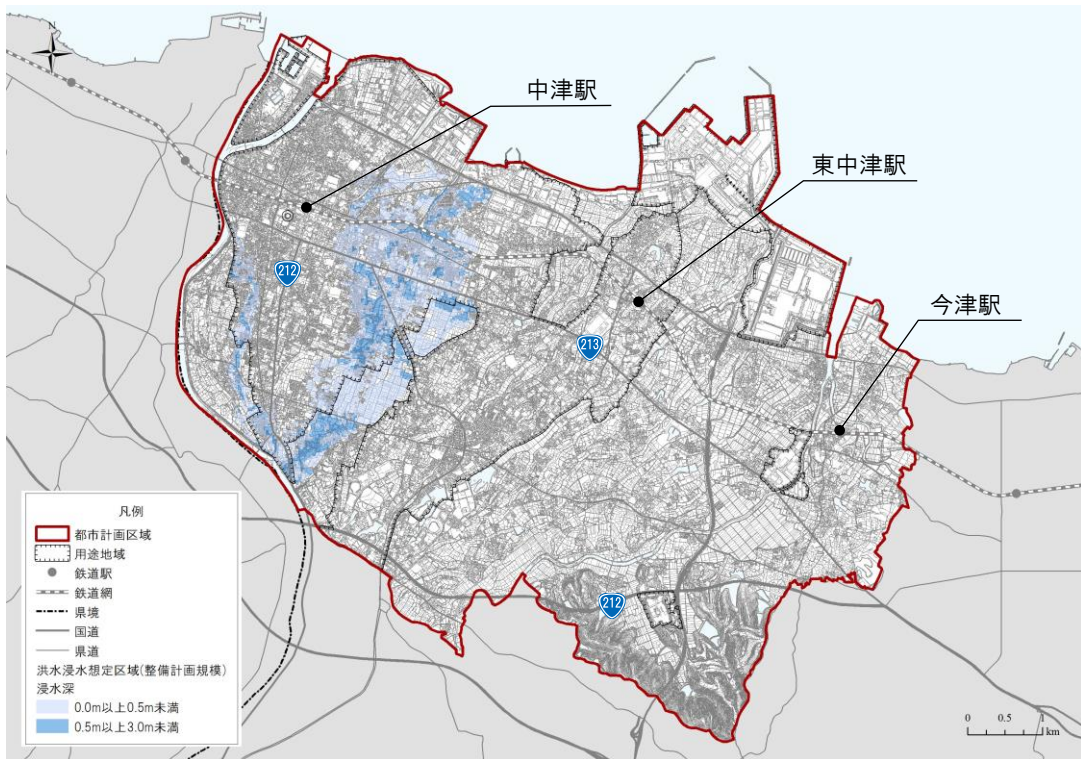 N
中津駅
東中津駅
今津駅
212
213
212
凡例
都市計画区域
用途地域
鉄道駅
鉄道網
県境
国道
県道
洪水浸水想定区域(整備計画規模)
浸水深
0.0m以上0.5m未満
0.5m以上3.0m未満
0 0.5 1
km